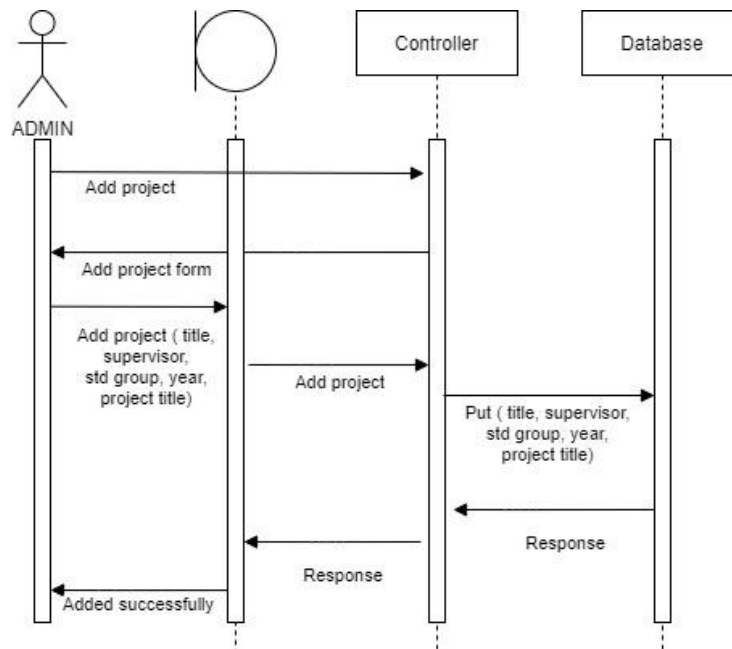 Controller
Database
ADMIN
Add project
Add project form
Add project ( title,
supervisor,
std group, year,
project title)
Add project
Put ( title, supervisor,
std group, year,
project title)
Response
Response
Added successfully